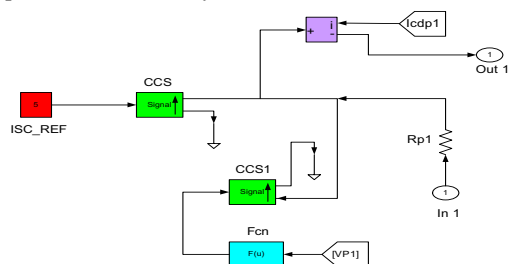 Icdp1
i
+
-
1
Out 1
CCS
Signal
5
ISC_REF
Rp1
CCS1
Signal
1
In 1
Fcn
F(u)
[VP1]